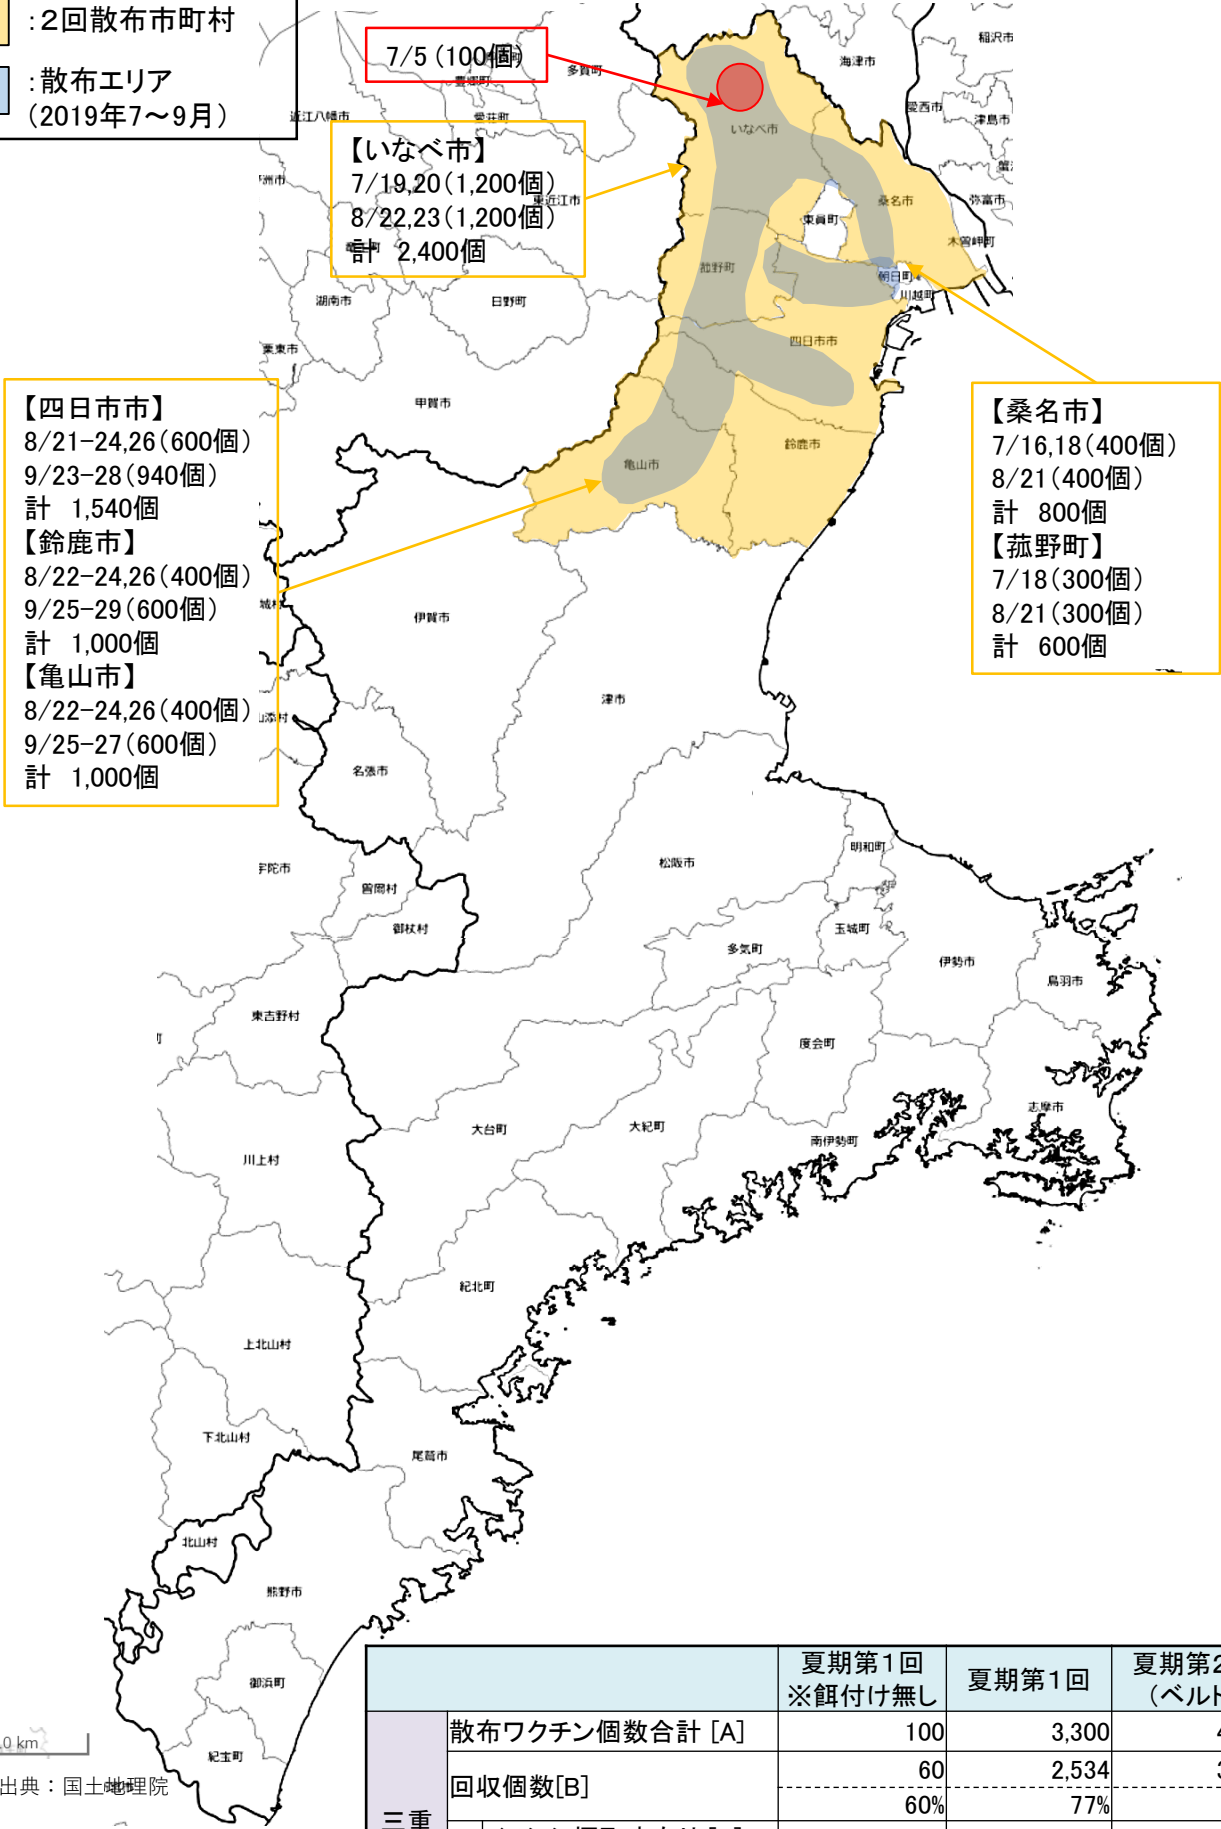 ：2回散布市町村
：散布エリア
（2019年7～9月）
7/5（100個）
【いなべ市】
7/19,20（1,200個）
8/22,23（1,200個）
計　2,400個
【四日市市】
8/21-24,26（600個）
9/23-28（940個）
計　1,540個
【鈴鹿市】
8/22-24,26（400個）
9/25-29（600個）
計　1,000個
【亀山市】
8/22-24,26（400個）
9/25-27（600個）
計　1,000個
【桑名市】
7/16,18（400個）
8/21（400個）
計　800個
【菰野町】
7/18（300個）
8/21（300個）
計　600個
稲沢市
海津市
多賀町
愛西市
津島市
近江八幡市
愛荘町
いなべ市
東近江市
弥富市
桑名市
東員町
木曽岬町
菰野町
朝日町
川越町
湖南市
日野町
四日市市
栗東市
甲賀市
鈴鹿市
亀山市
伊賀市
津市
名張市
松阪市
明和町
宇陀市
曽爾村
御杖村
玉城町
多気町
伊勢市
鳥羽市
東吉野村
度会町
志摩市
大台町
大紀町
南伊勢町
川上村
紀北町
上北山村
下北山村
尾鷲市
北山村
熊野市
御浜町
紀宝町
0 km
出典：国土地理院
夏期第1回
※餌付け無し
夏期第1回
夏期第2
（ベルト
散布ワクチン個数合計 [A]
100
3,300
4
回収個数[B]
60
2,534
3
60%
77%
三重